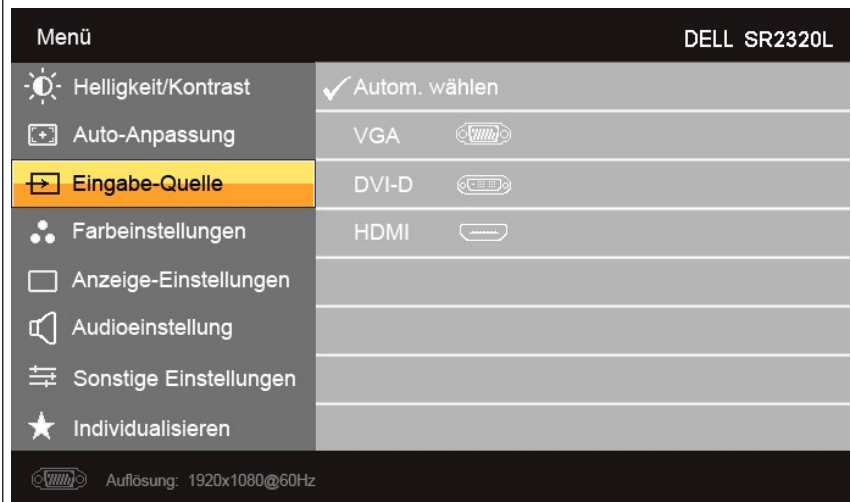 Menü
DELL SR2320L
Helligkeit/Kontrast
Autom. wählen
Auto-Anpassung
VGA
Eingabe-Quelle
DVI-D
Farbeinstellungen
HDMI
Anzeige-Einstellungen
Audioeinstellung
Sonstige Einstellungen
Individualisieren
Auflösung: 1920x1080@60Hz